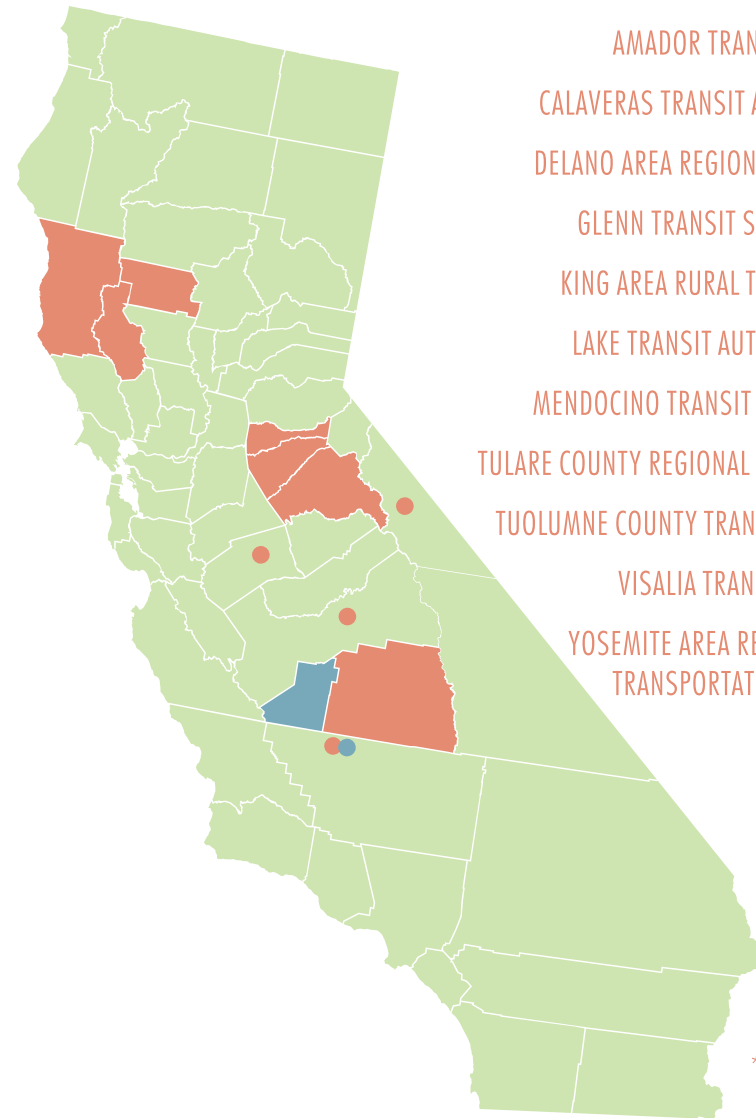 AMADOR TRAN
CALAVERAS TRANSIT A
DELANO AREA REGION
GLENN TRANSIT S
KING AREA RURAL T
LAKE TRANSIT AUT
MENDOCINO TRANSIT
TULARE COUNTY REGIONAL
TUOLUMNE COUNTY TRAN
VISALIA TRAN
YOSEMITE AREA RE
TRANSPORTAT